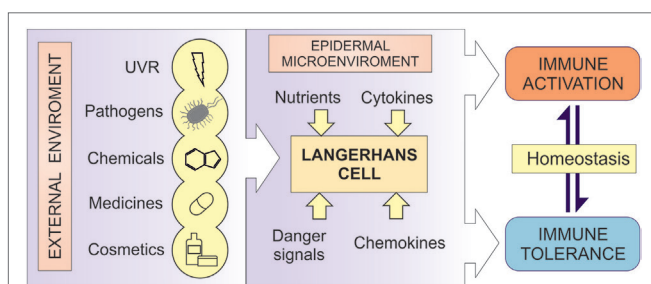 EXTERNAL ENVIROMENT
UVR
Pathogens
Chemicals
Medicines
Cosmetics
EPIDERMAL
MICROENVIROMENT
Nutrients
Cytokines
LANGERHANS
CELL
Danger
signals
Chemokines
IMMUNE
ACTIVATION
Homeostasis
IMMUNE
TOLERANCE